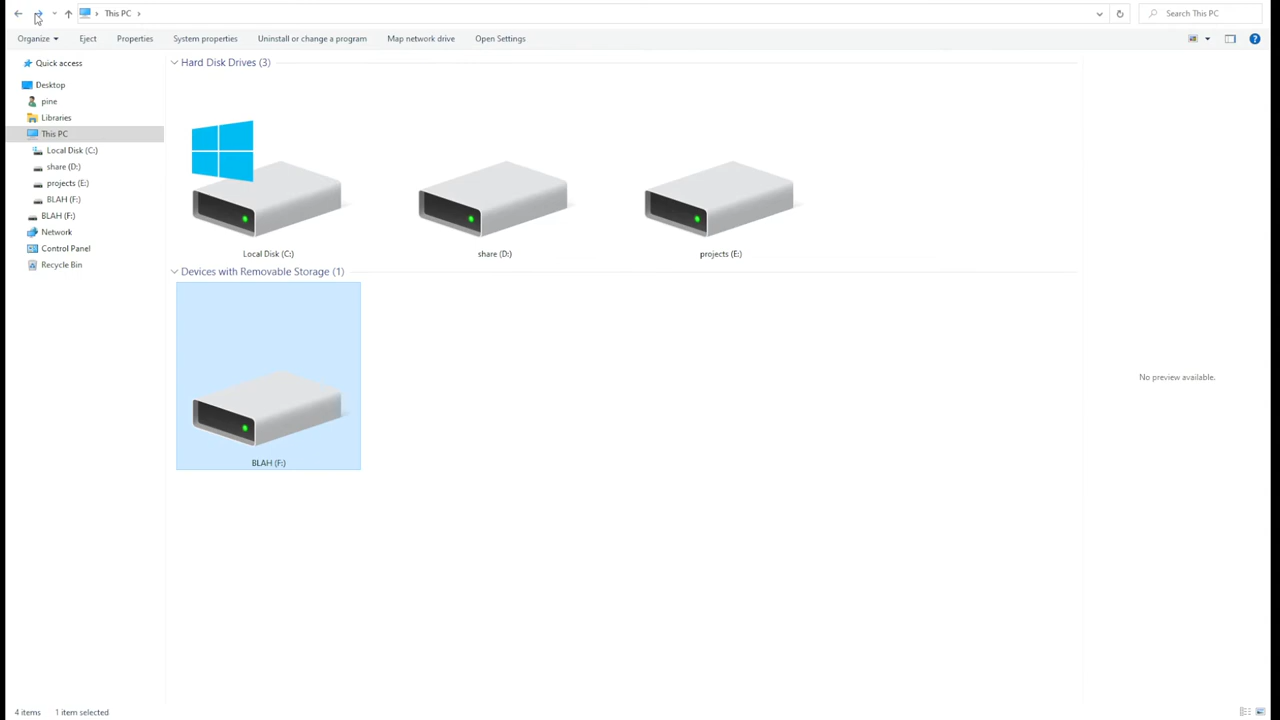 This PC
Search This PC
Organize
Eject
Properties
System properties
Uninstall or change a program
Map network drive
Open Settings
Quick access
Desktop
pine
Libraries
This PC
Local Disk (C:)
share (D:)
projects (E:)
BLAH (F:)
BLAH (F:)
Network
Control Panel
Recycle Bin
Hard Disk Drives (3)
Local Disk (C:)
share (D:)
projects (E:)
Devices with Removable Storage (1)
BLAH (F:)
No preview available.
4 items 1 item selected